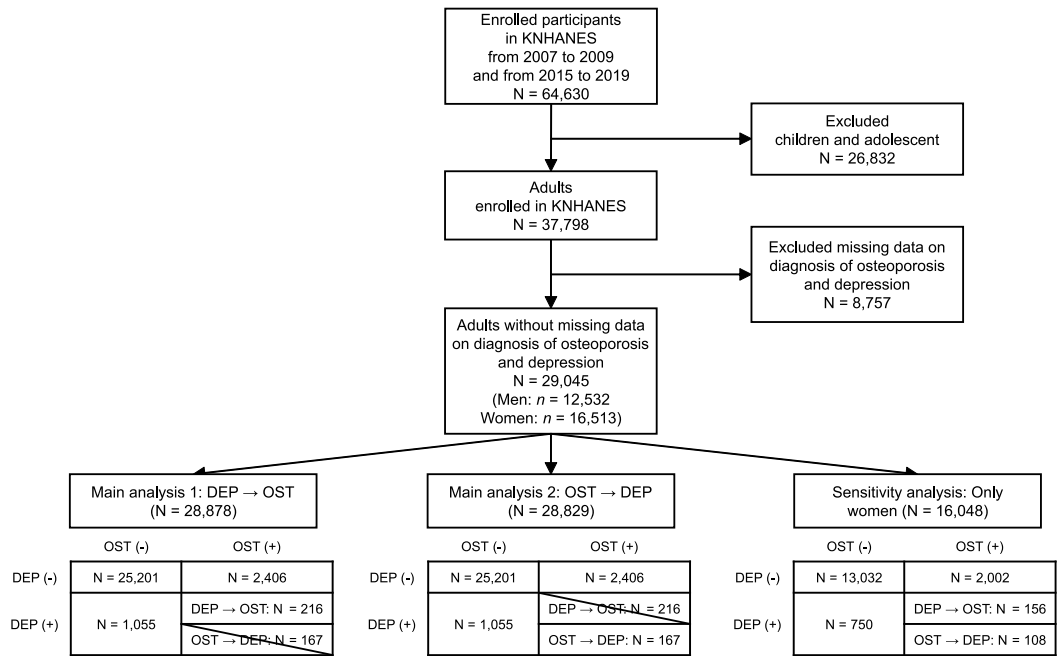 Enrolled participants
in KNHANES
from 2007 to 2009
and from 2015 to 2019
N = 64,630
Excluded
children and adolescent
N = 26,832
Adults
enrolled in KNHANES
N = 37,798
Excluded missing data on
diagnosis of osteoporosis
and depression
N = 8,757
Adults without missing data
on diagnosis of osteoporosis
and depression
N = 29,045
(Men: n = 12,532
Women: n = 16,513)
Main analysis 1: DEP → OST
(N = 28,878)
OST (-) OST (+)
DEP (-) N = 25,201 N = 2,406
DEP (+) N = 1,055 DEP → OST: N = 216
OST → DEP: N = 167
Main analysis 2: OST → DEP
(N = 28,829)
OST (-) OST (+)
DEP (-) N = 25,201 N = 2,406
DEP (+) N = 1,055 DEP → OST: N = 216
OST → DEP: N = 167
Sensitivity analysis: Only
women (N = 16,048)
OST (-) OST (+)
DEP (-) N = 13,032 N = 2,002
DEP (+) N = 750 DEP → OST: N = 156
OST → DEP: N = 108